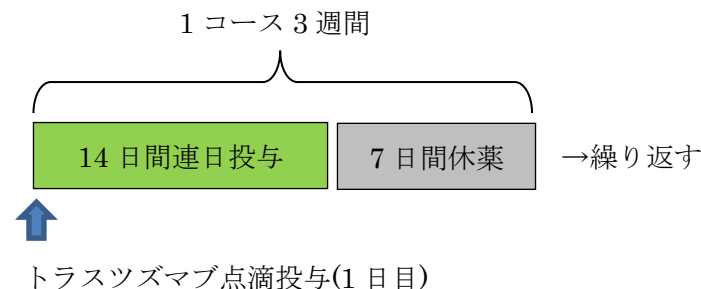 1 コース 3 週間
14 日間連日投与
7 日間休薬
→繰り返す
トラスツズマブ点滴投与(1 日目)